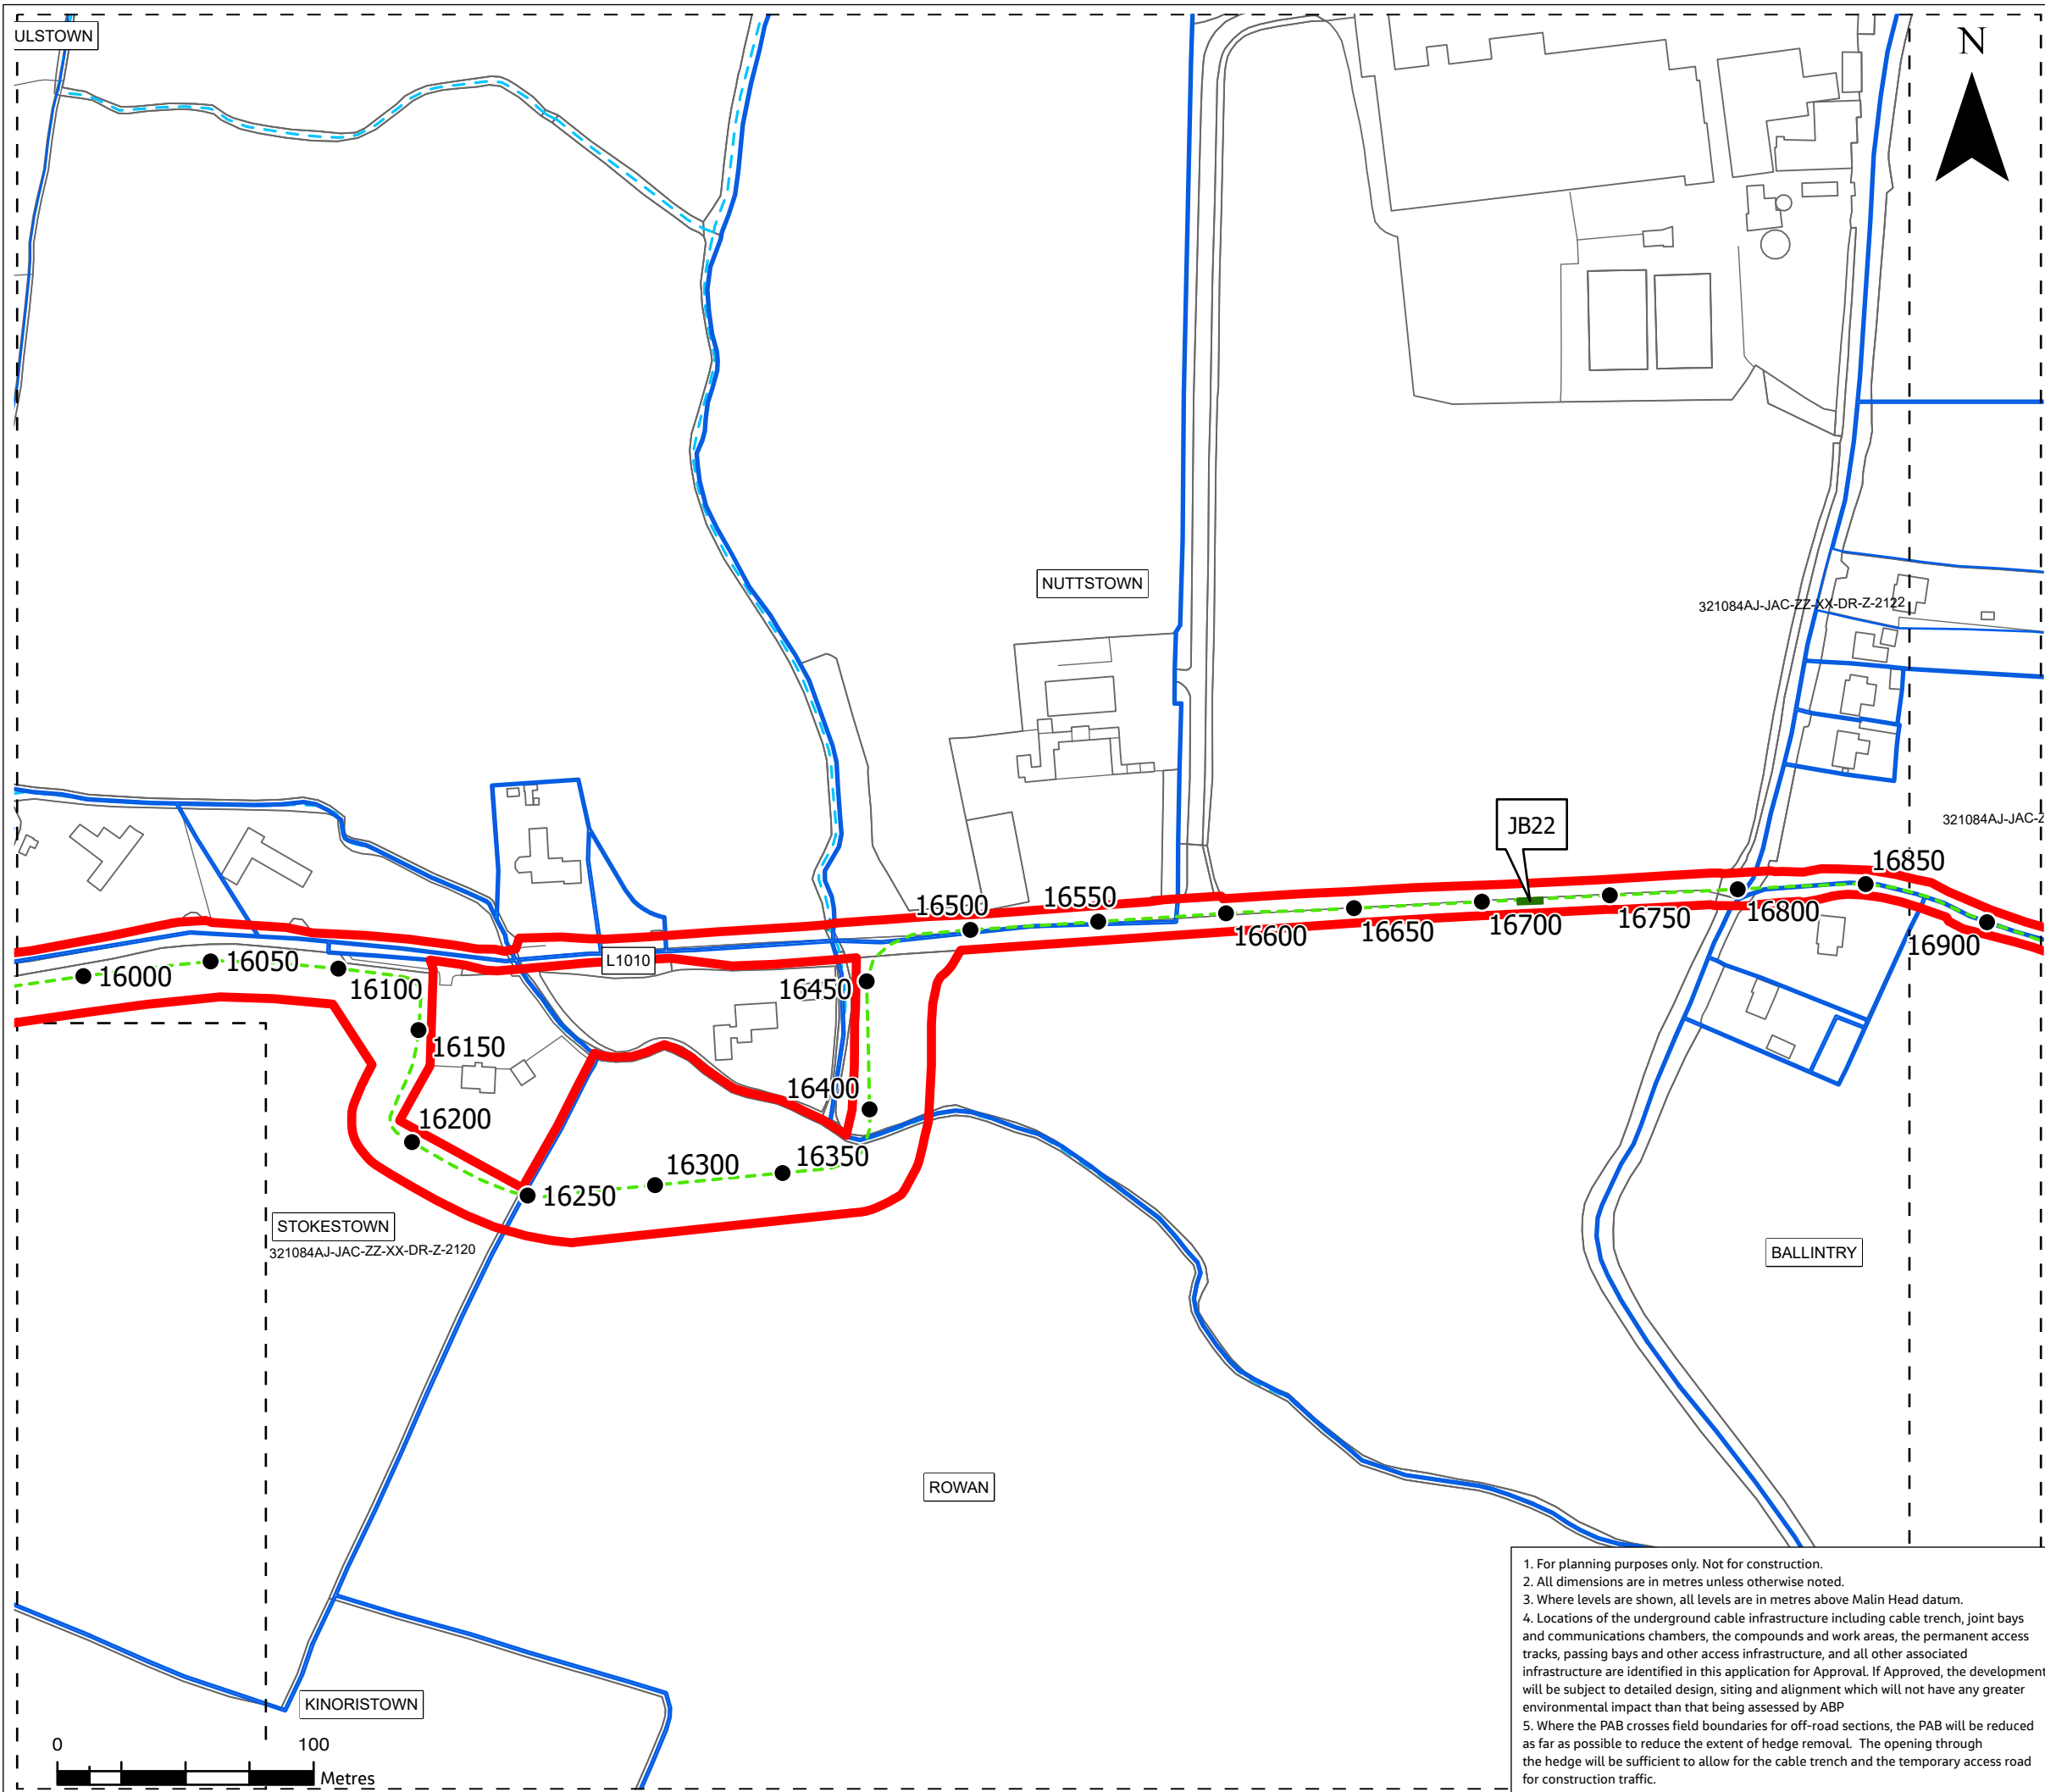 ULSTOWN
N
NUTTSTOWN
321084AJ-JAC-ZZ-XX-DR-Z-2122
321084AJ-JAC-Z
JB22
16850
16500
16550
16600
16650
16700
16750
16800
16900
L1010
16000
16050
16100
16450
16150
16400
16200
16300
16350
16250
STOKESTOWN
321084AJ-JAC-ZZ-XX-DR-Z-2120
BALLINTRY
ROWAN
KINORISTOWN
0 100
Metres
1. For planning purposes only. Not for construction.
2. All dimensions are in metres unless otherwise noted.
3. Where levels are shown, all levels are in metres above Malin Head datum.
4. Locations of the underground cable infrastructure including cable trench, joint bays
and communications chambers, the compounds and work areas, the permanent access
tracks, passing bays and other access infrastructure, and all other associated
infrastructure are identified in this application for Approval. If Approved, the development
will be subject to detailed design, siting and alignment which will not have any greater
environmental impact than that being assessed by ABP
5. Where the PAB crosses field boundaries for off-road sections, the PAB will be reduced
as far as possible to reduce the extent of hedge removal. The opening through
the hedge will be sufficient to allow for the cable trench and the temporary access road
for construction traffic.